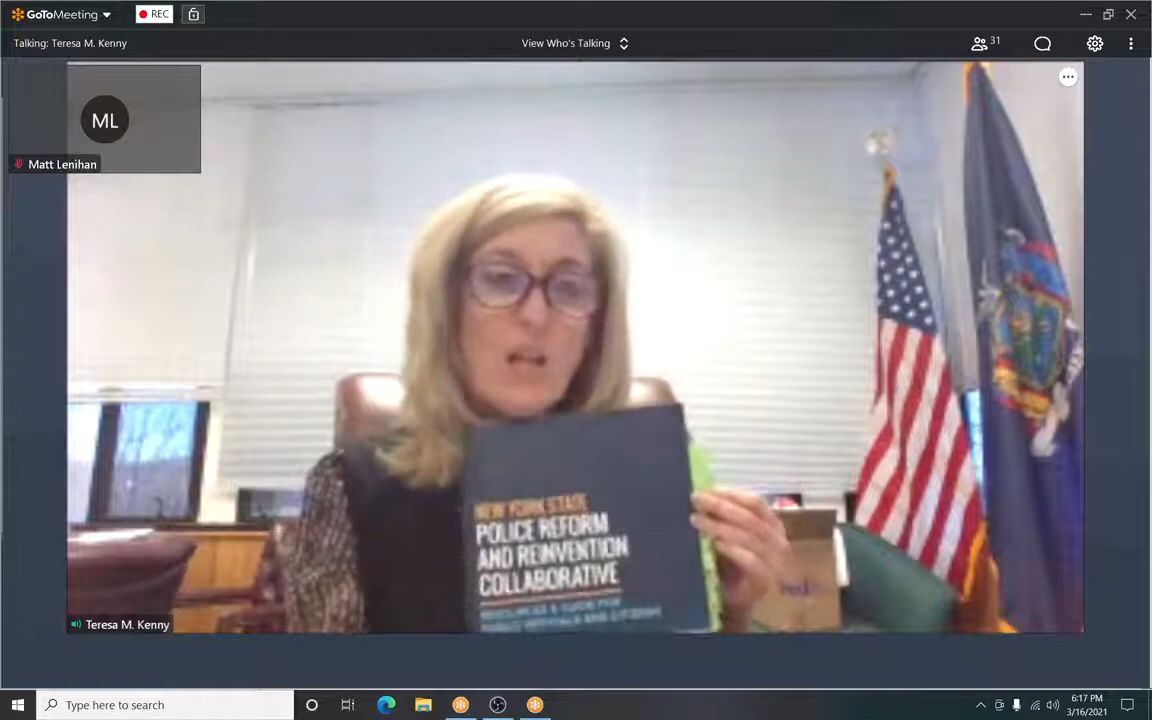 GoToMeeting
REC
Talking: Teresa M. Kenny
View Who's Talking
31
ML
Matt Lenihan
NEW YORK STATE
POLICE REFORM
AND REINVENTION
COLLABORATIVE
Teresa M. Kenny
Type here to search
6:17 PM
3/16/2021